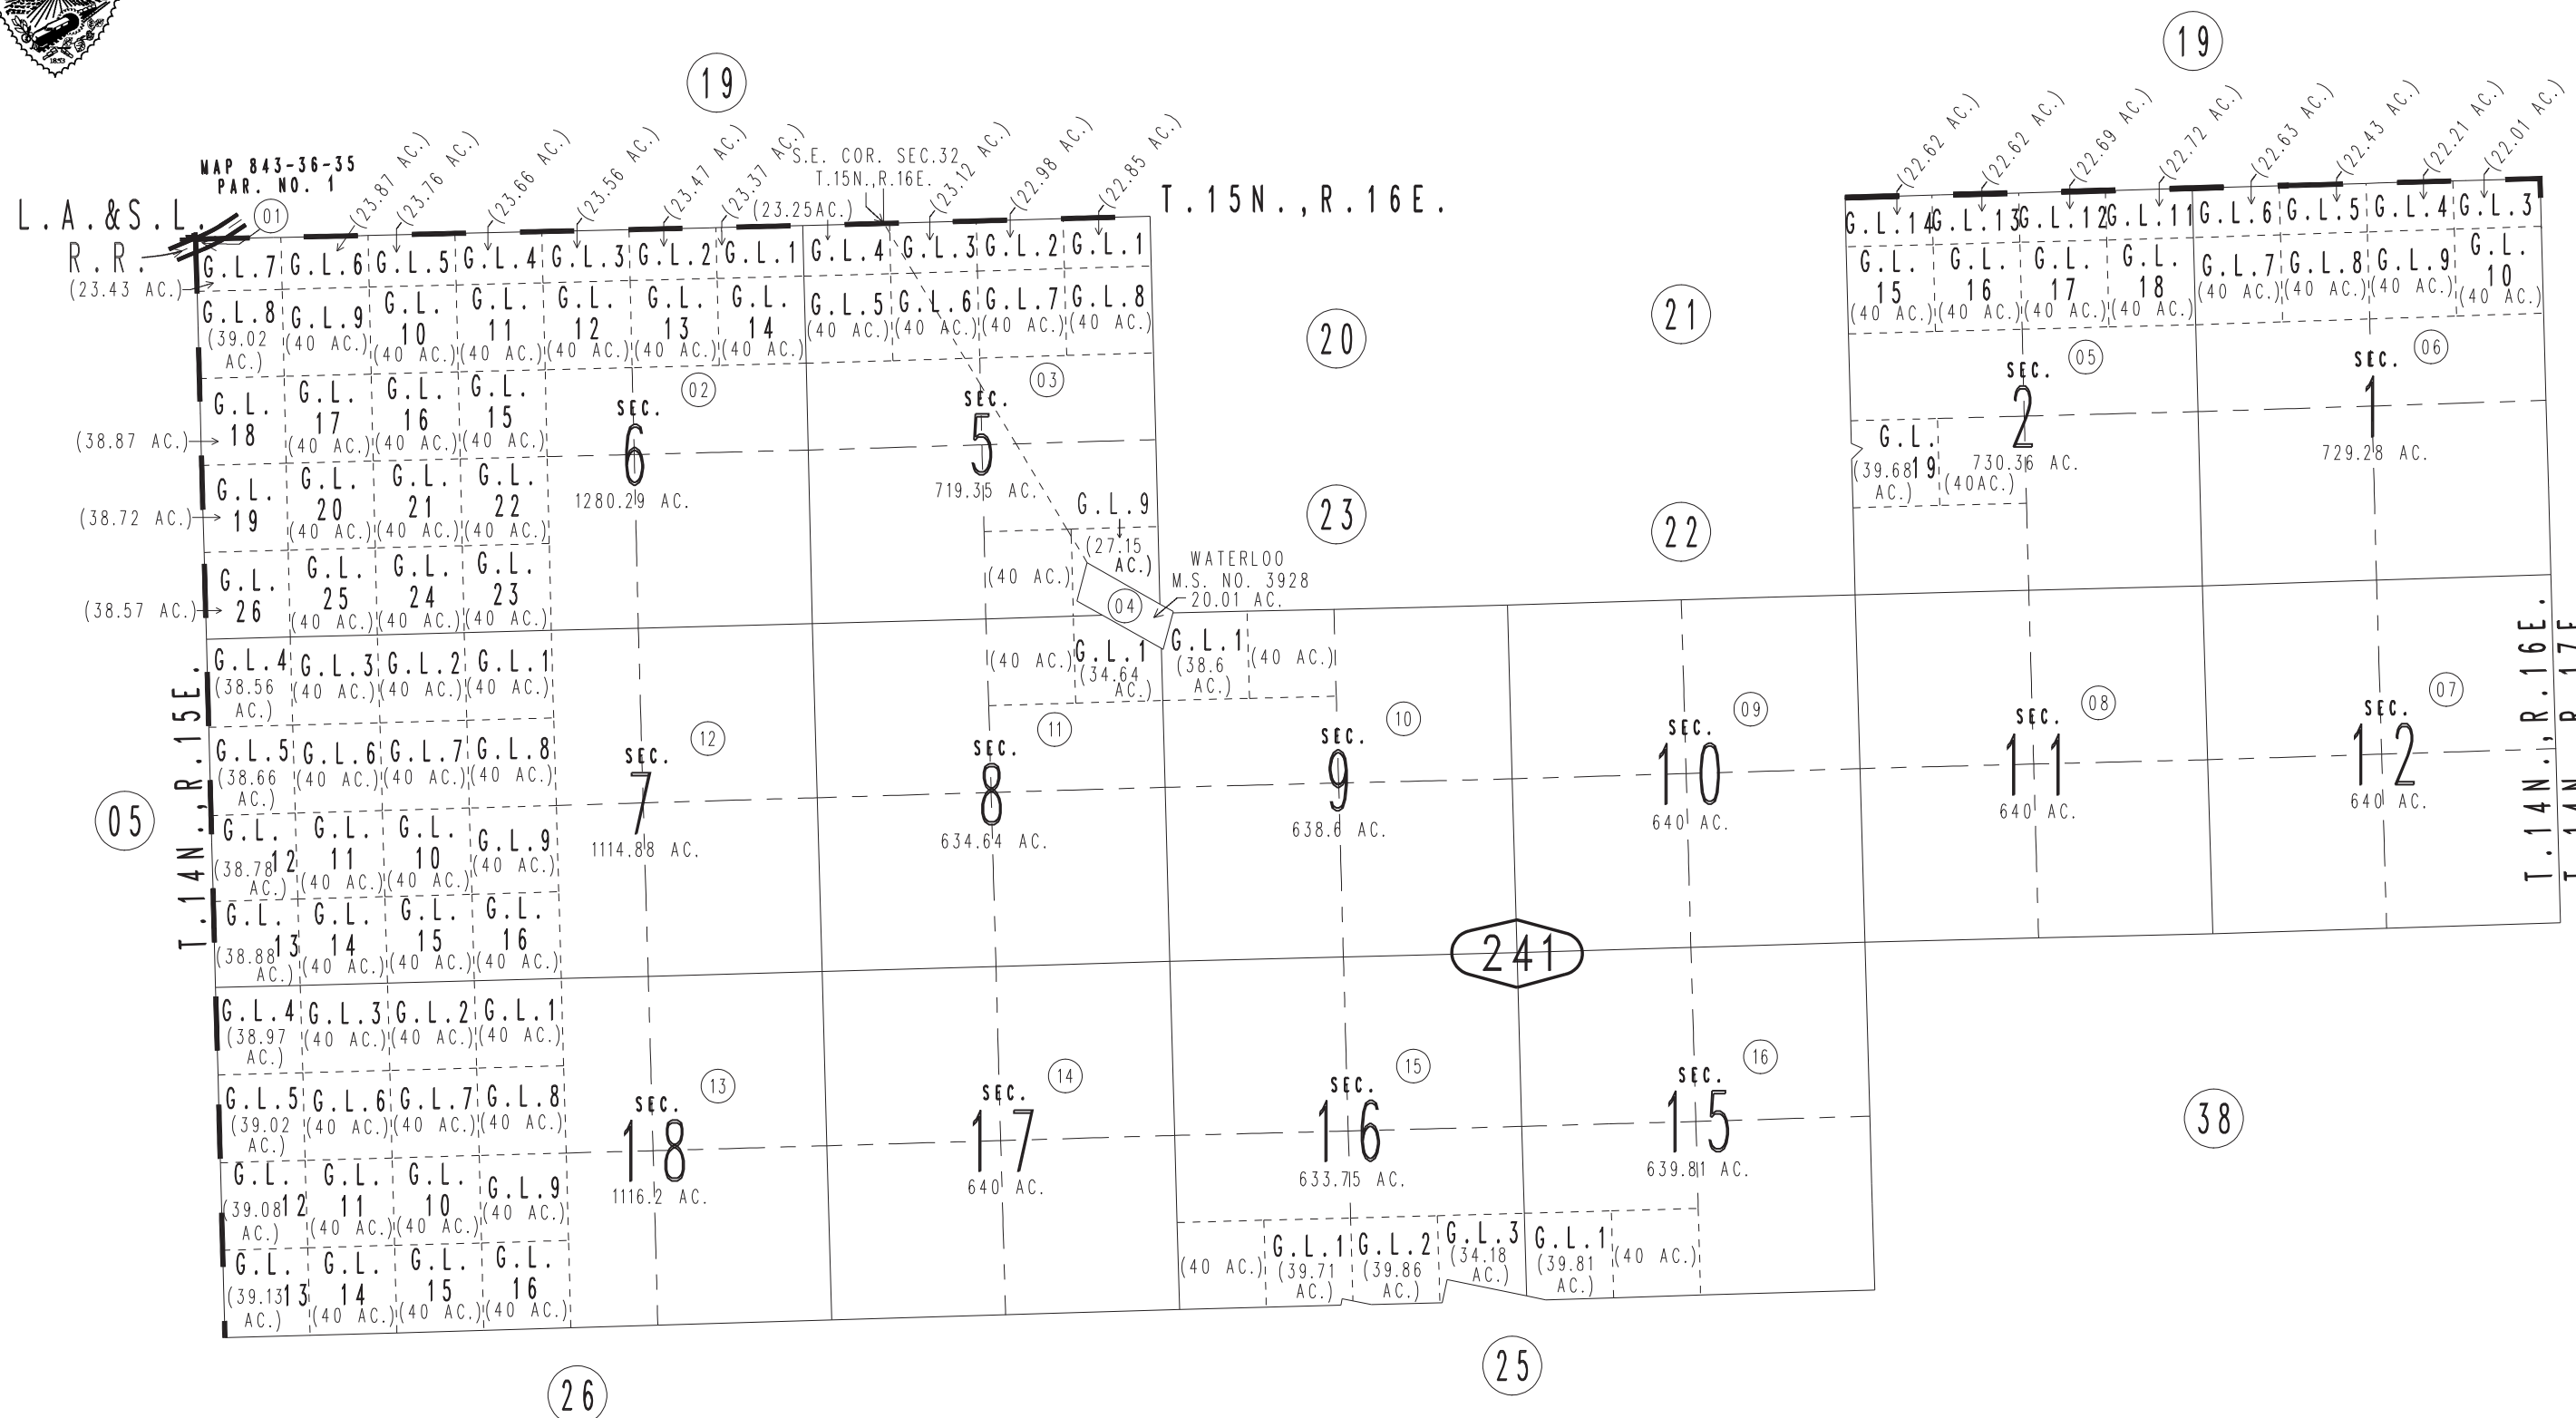 1853
19
19
MAP 843-36-35
PAR. NO. 1
L.A.&S.L.
R.R.
01
(23.87 AC.)
(23.76 AC.)
(23.66 AC.)
(23.56 AC.)
(23.47 AC.)
(23.37 AC.)
S.E. COR. SEC.32
T.15N.,R.16E.
(23.25AC.)
(23.12 AC.)
(22.98 AC.)
(22.85 AC.)
T.15N.,R.16E.
(22.62 AC.)
(22.62 AC.)
(22.69 AC.)
(22.72 AC.)
(22.63 AC.)
(22.43 AC.)
(22.21 AC.)
(22.01 AC.)
(23.43 AC.)
G.L.7 G.L.6 G.L.5 G.L.4 G.L.3 G.L.2 G.L.1 G.L.4 G.L.3 G.L.2 G.L.1
G.L.8 (39.02 AC.)
G.L.9 (40 AC.)
G.L. 10 (40 AC.)
G.L. 11 (40 AC.)
G.L. 12 (40 AC.)
G.L. 13 (40 AC.)
G.L. 14 (40 AC.)
G.L.5 (40 AC.)
G.L.6 (40 AC.)
G.L.7 (40 AC.)
G.L.8 (40 AC.)
G.L.14 G.L.13 G.L.12 G.L.11 G.L.6 G.L.5 G.L.4 G.L.3
G.L. 15 (40 AC.)
G.L. 16 (40 AC.)
G.L. 17 (40 AC.)
G.L. 18 (40 AC.)
G.L.7 (40 AC.)
G.L.8 (40 AC.)
G.L.9 (40 AC.)
G.L. 10 (40 AC.)
20
21
(38.87 AC.)
G.L. 18
G.L. 17 (40 AC.)
G.L. 16 (40 AC.)
G.L. 15 (40 AC.)
02
SEC.
6
1280.29 AC.
03
SEC.
5
719.35 AC.
05
SEC.
2
730.36 AC.
G.L. 19
(39.68 AC.)
(40AC.)
06
SEC.
1
729.28 AC.
(38.72 AC.)
G.L. 19
G.L. 20 (40 AC.)
G.L. 21 (40 AC.)
G.L. 22 (40 AC.)
G.L.9
(27.15 AC.)
(40 AC.)
23
22
(38.57 AC.)
G.L. 26
G.L. 25 (40 AC.)
G.L. 24 (40 AC.)
G.L. 23 (40 AC.)
04
WATERLOO
M.S. NO. 3928
20.01 AC.
T.14N.,R.15E.
05
G.L.4 (38.56 AC.)
G.L.3 (40 AC.)
G.L.2 (40 AC.)
G.L.1 (40 AC.)
(40 AC.)
G.L.1 (34.64 AC.)
G.L.1 (38.6 AC.)
(40 AC.)
G.L.5 (38.66 AC.)
G.L.6 (40 AC.)
G.L.7 (40 AC.)
G.L.8 (40 AC.)
12
SEC.
7
1114.88 AC.
11
SEC.
8
634.64 AC.
10
SEC.
9
638.6 AC.
09
SEC.
10
640 AC.
08
SEC.
11
640 AC.
07
SEC.
12
640 AC.
T.14N.,R.16E.
G.L. 12 (38.78 AC.)
G.L. 11 (40 AC.)
G.L. 10 (40 AC.)
G.L.9 (40 AC.)
G.L. 13 (38.88 AC.)
G.L. 14 (40 AC.)
G.L. 15 (40 AC.)
G.L. 16 (40 AC.)
241
G.L.4 (38.97 AC.)
G.L.3 (40 AC.)
G.L.2 (40 AC.)
G.L.1 (40 AC.)
G.L.5 (39.02 AC.)
G.L.6 (40 AC.)
G.L.7 (40 AC.)
G.L.8 (40 AC.)
13
SEC.
18
1116.2 AC.
14
SEC.
17
640 AC.
15
SEC.
16
633.75 AC.
16
SEC.
15
639.81 AC.
38
G.L. 12 (39.08 AC.)
G.L. 11 (40 AC.)
G.L. 10 (40 AC.)
G.L.9 (40 AC.)
G.L. 13 (39.13 AC.)
G.L. 14 (40 AC.)
G.L. 15 (40 AC.)
G.L. 16 (40 AC.)
(40 AC.)
G.L.1 (39.71 AC.)
G.L.2 (39.86 AC.)
G.L.3 (34.18 AC.)
G.L.1 (39.81 AC.)
(40 AC.)
26
25